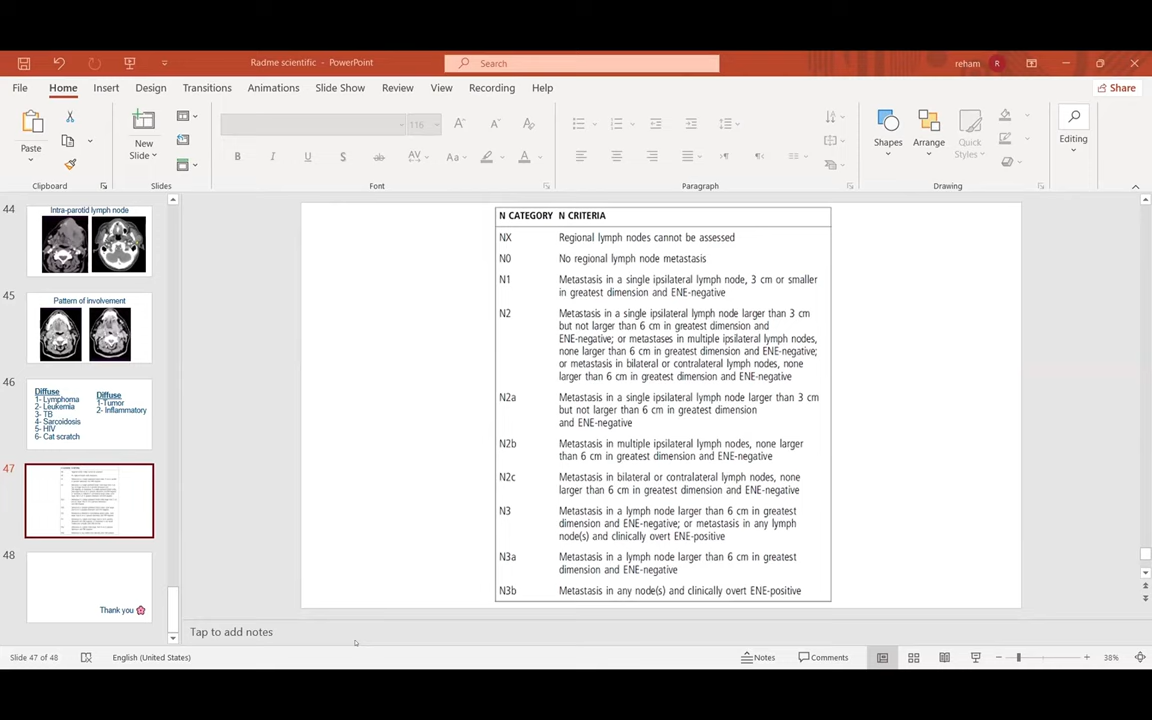 Radme scientific - PowerPoint
Search
reham
R
File
Home
Insert
Design
Transitions
Animations
Slide Show
Review
View
Recording
Help
Share
Paste
New
Slide
116
Shapes
Arrange
Quick
Styles
Editing
Clipboard
Slides
Font
Paragraph
Drawing
44
Intra-parotid lymph node
45
Pattern of involvement
46
Diffuse
1- Lymphoma
2- Leukemia
3- TB
4- Sarcoidosis
5- HIV
6- Cat scratch
Diffuse
1-Tumor
2- Inflammatory
47
48
Thank you
N CATEGORY N CRITERIA
NX Regional lymph nodes cannot be assessed
N0 No regional lymph node metastasis
N1 Metastasis in a single ipsilateral lymph node, 3 cm or smaller
in greatest dimension and ENE-negative
N2 Metastasis in a single ipsilateral lymph node larger than 3 cm
but not larger than 6 cm in greatest dimension and
ENE-negative; or metastases in multiple ipsilateral lymph nodes,
none larger than 6 cm in greatest dimension and ENE-negative;
or metastasis in bilateral or contralateral lymph nodes, none
larger than 6 cm in greatest dimension and ENE-negative
N2a Metastasis in a single ipsilateral lymph node larger than 3 cm
but not larger than 6 cm in greatest dimension
and ENE-negative
N2b Metastasis in multiple ipsilateral lymph nodes, none larger
than 6 cm in greatest dimension and ENE-negative
N2c Metastasis in bilateral or contralateral lymph nodes, none
larger than 6 cm in greatest dimension and ENE-negative
N3 Metastasis in a lymph node larger than 6 cm in greatest
dimension and ENE-negative; or metastasis in any lymph
node(s) and clinically overt ENE-positive
N3a Metastasis in a lymph node larger than 6 cm in greatest
dimension and ENE-negative
N3b Metastasis in any node(s) and clinically overt ENE-positive
Tap to add notes
Slide 47 of 48
English (United States)
Notes
Comments
38%